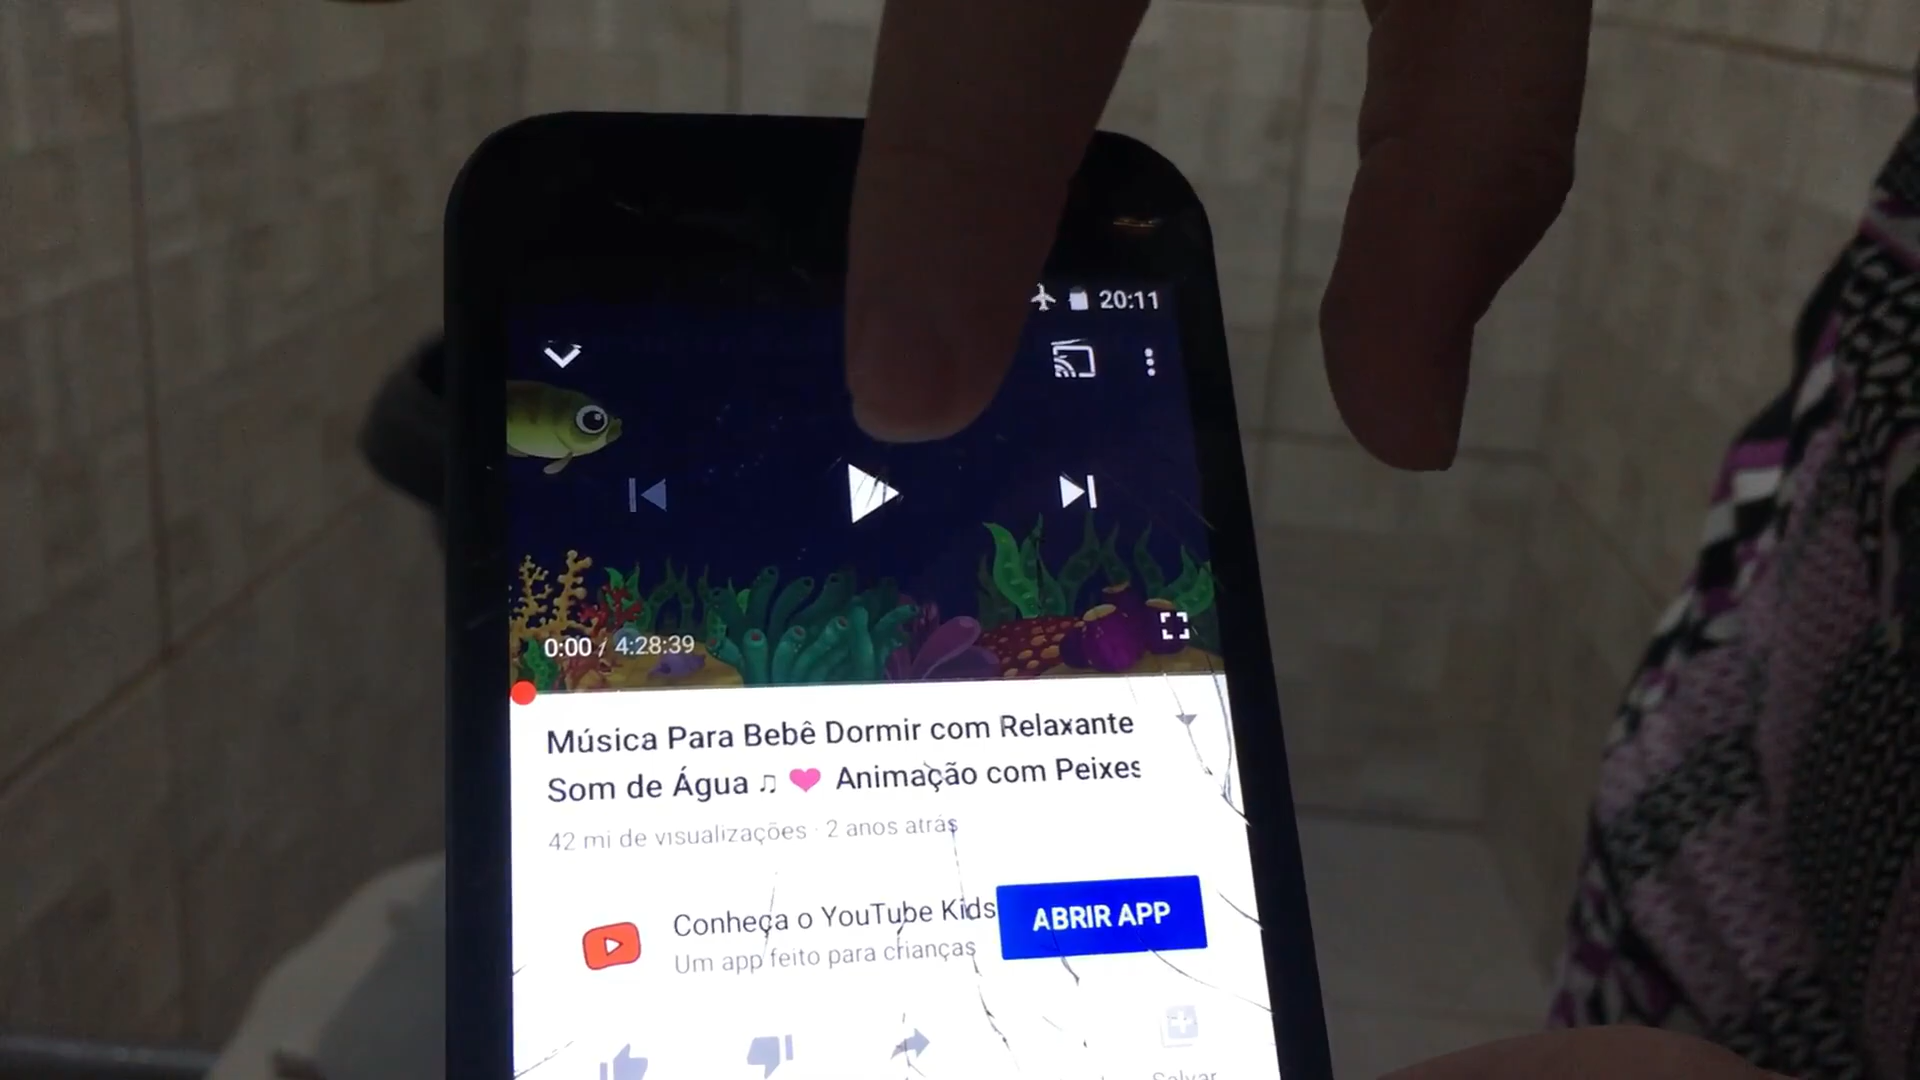 20:11
0:00 / 4:28:39
Música Para Bebê Dormir com Relaxante
Som de Água ♫ 💗 Animação com Peixes
42 mi de visualizações · 2 anos atrás
Conheça o YouTube Kids
Um app feito para crianças
ABRIR APP
Salvar